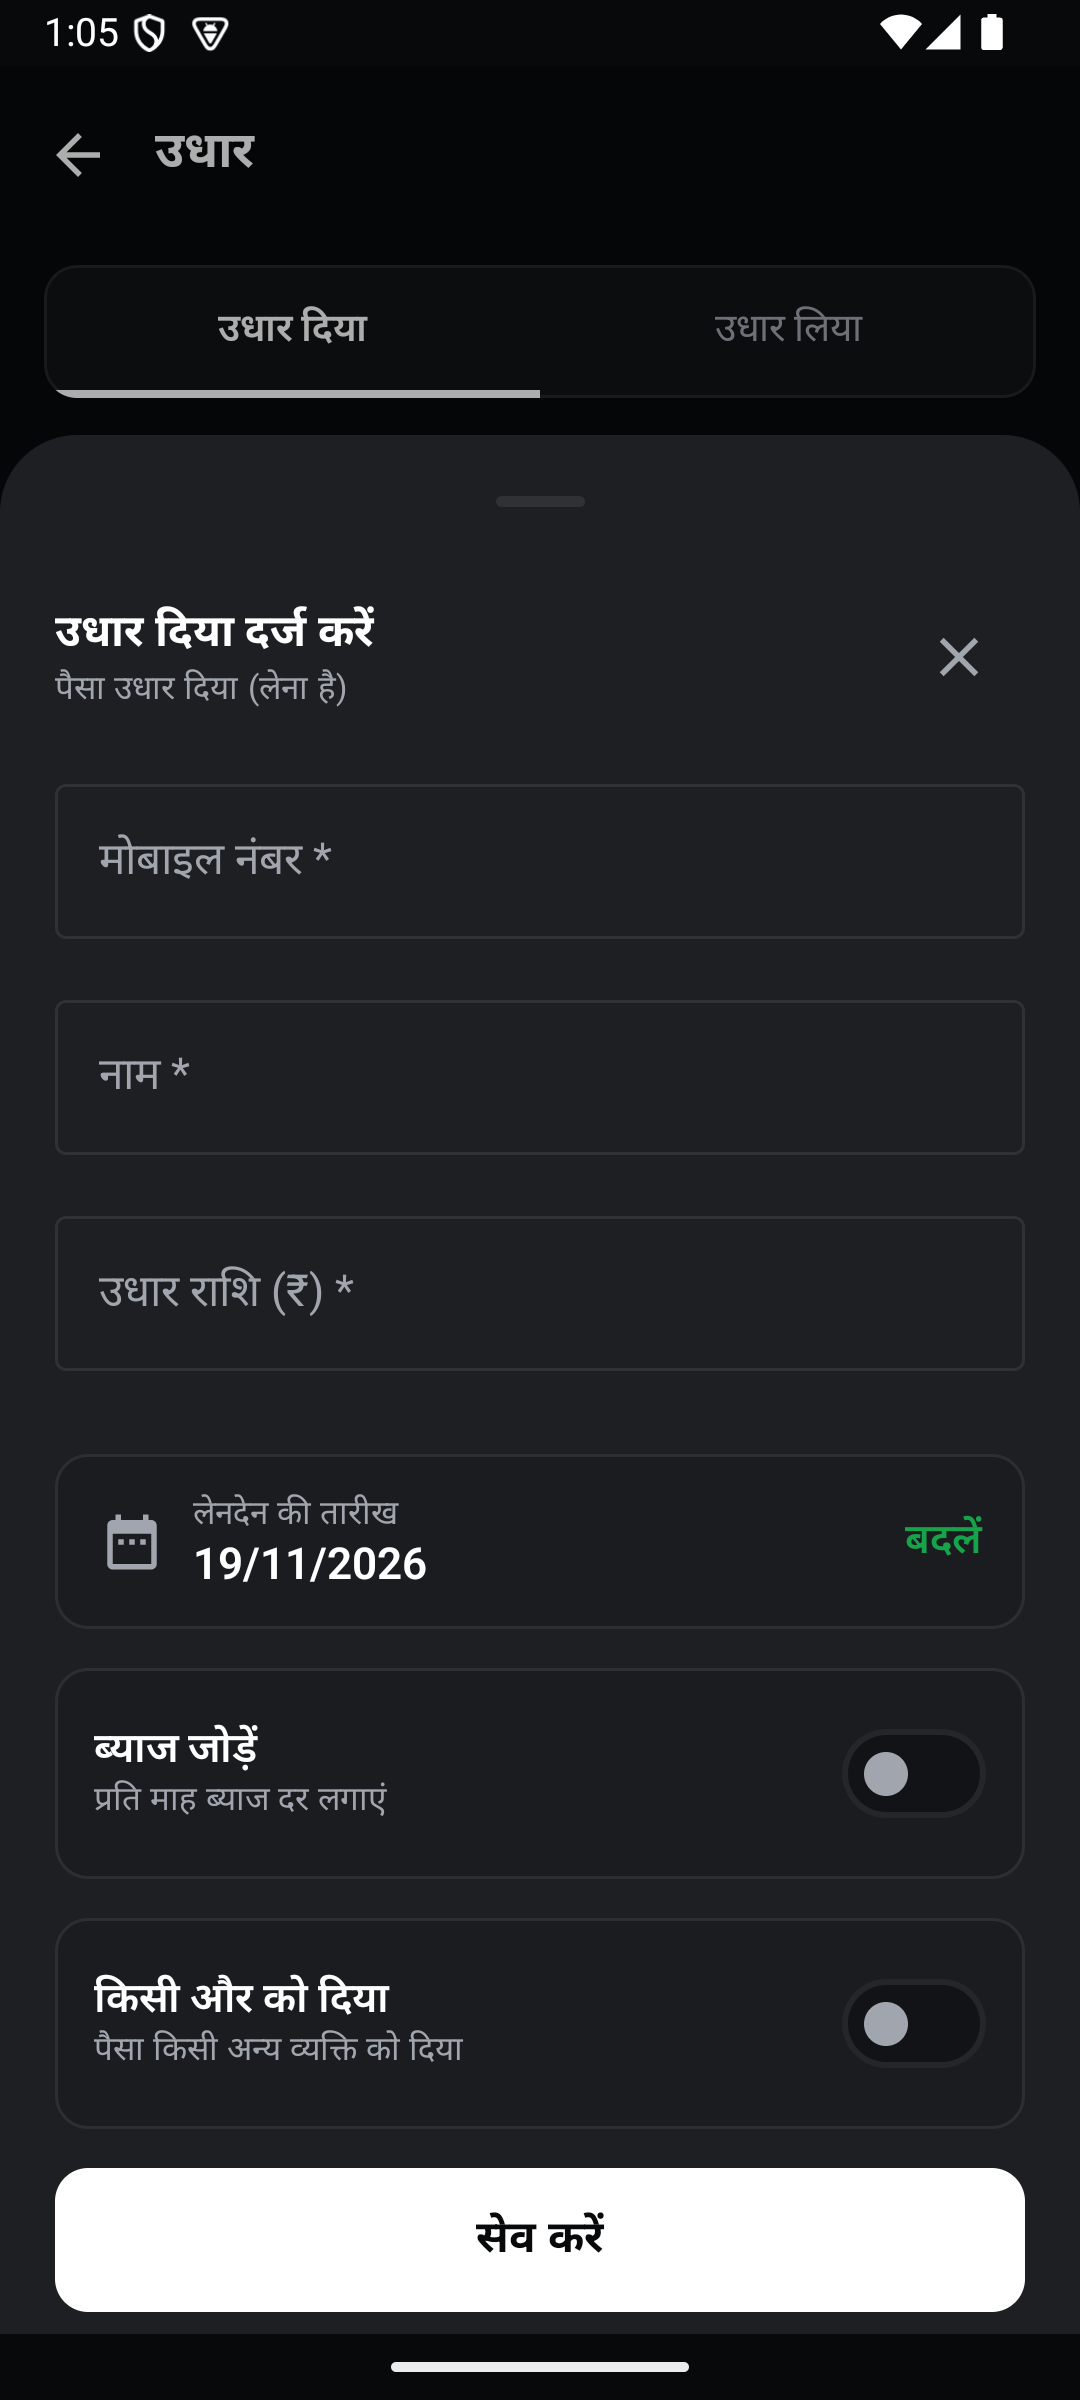 1:05
उधार
उधार दिया
उधार लिया
उधार दिया दर्ज करें
पैसा उधार दिया (लेना है)
मोबाइल नंबर *
नाम *
उधार राशि (₹) *
लेनदेन की तारीख
19/11/2026
बदलें
ब्याज जोड़ें
प्रति माह ब्याज दर लगाएं
किसी और को दिया
पैसा किसी अन्य व्यक्ति को दिया
सेव करें